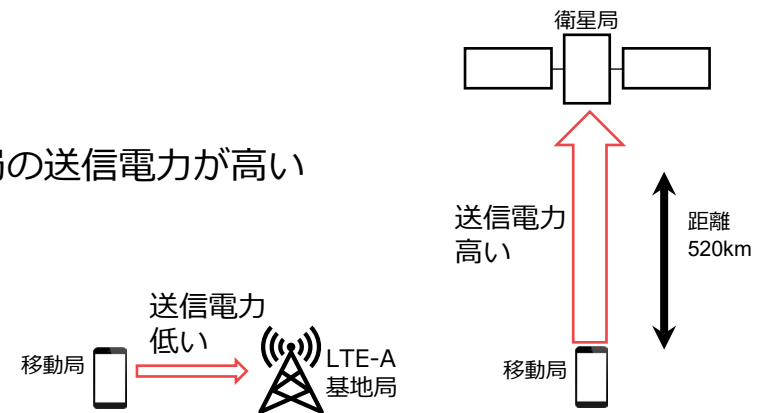 衛星局
局の送信電力が高い
送信電力
高い
距離
520km
送信電力
低い
移動局
LTE-A
基地局
移動局